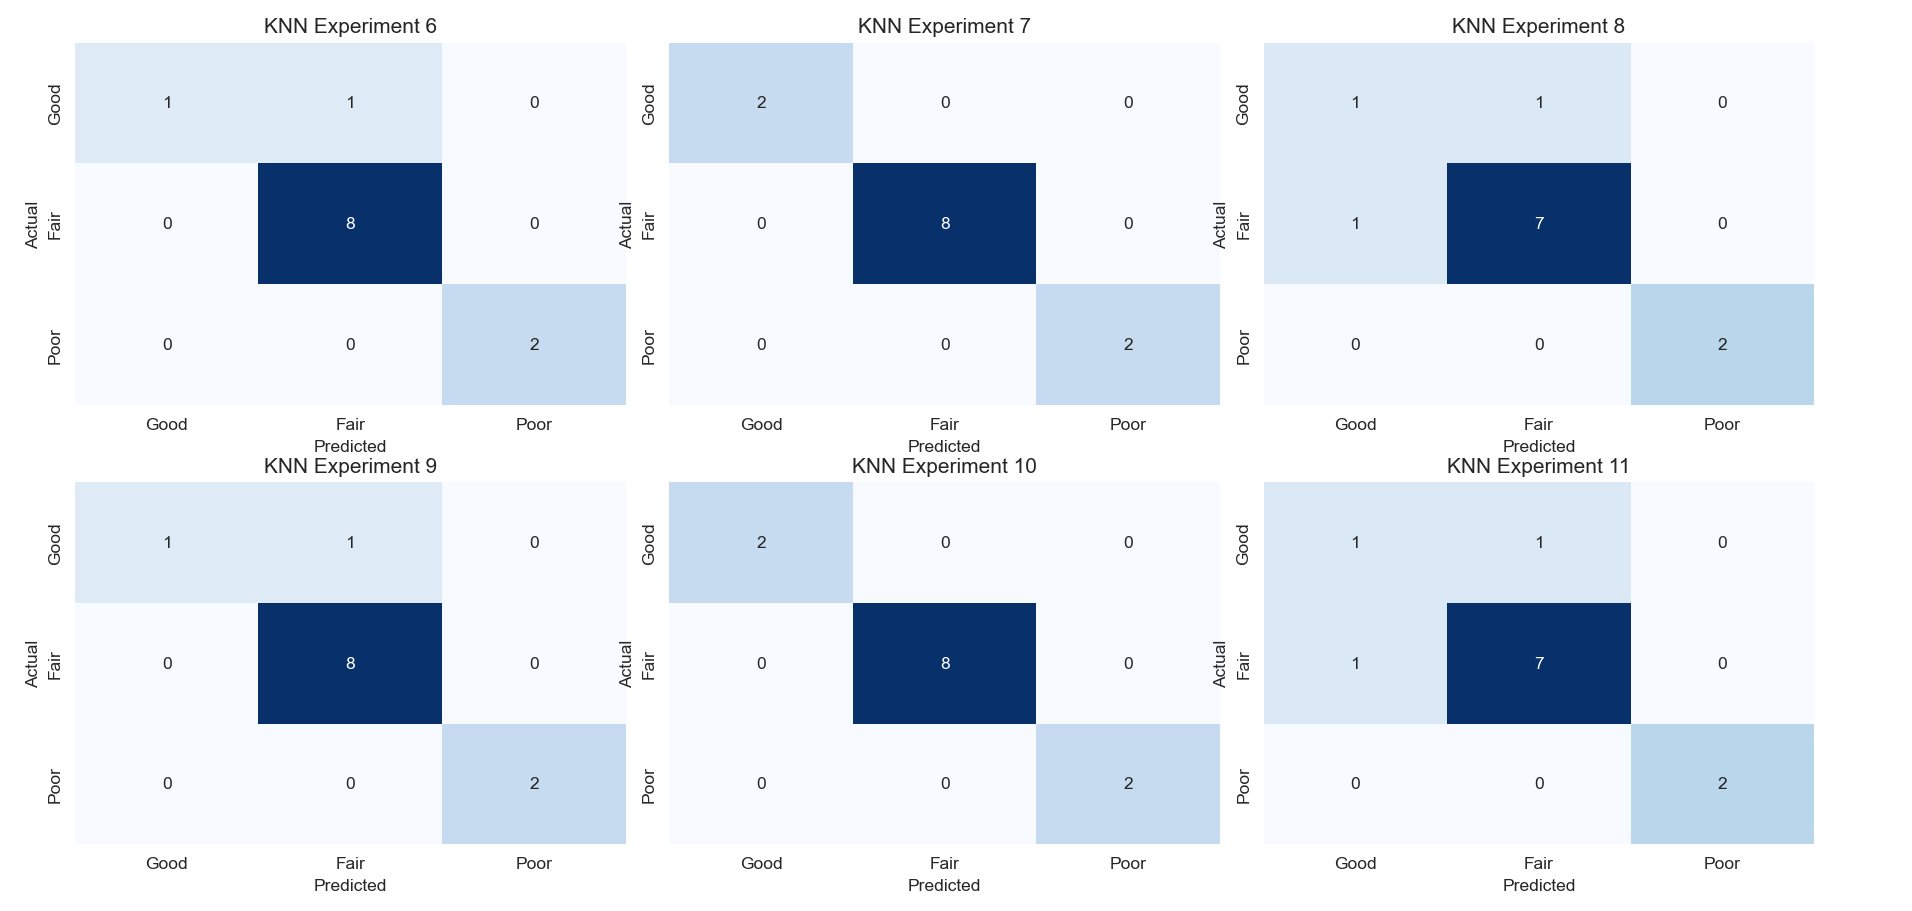 KNN Experiment 6
KNN Experiment 7
KNN Experiment 8
Good 1 1 0
Good 2 0 0
Good 1 1 0
Actual
Fair 0 8 0
Actual
Fair 0 8 0
Actual
Fair 1 7 0
Poor 0 0 2
Poor 0 0 2
Poor 0 0 2
Good Fair Poor
Good Fair Poor
Good Fair Poor
Predicted
Predicted
Predicted
KNN Experiment 9
KNN Experiment 10
KNN Experiment 11
Good 1 1 0
Good 2 0 0
Good 1 1 0
Actual
Fair 0 8 0
Actual
Fair 0 8 0
Actual
Fair 1 7 0
Poor 0 0 2
Poor 0 0 2
Poor 0 0 2
Good Fair Poor
Good Fair Poor
Good Fair Poor
Predicted
Predicted
Predicted